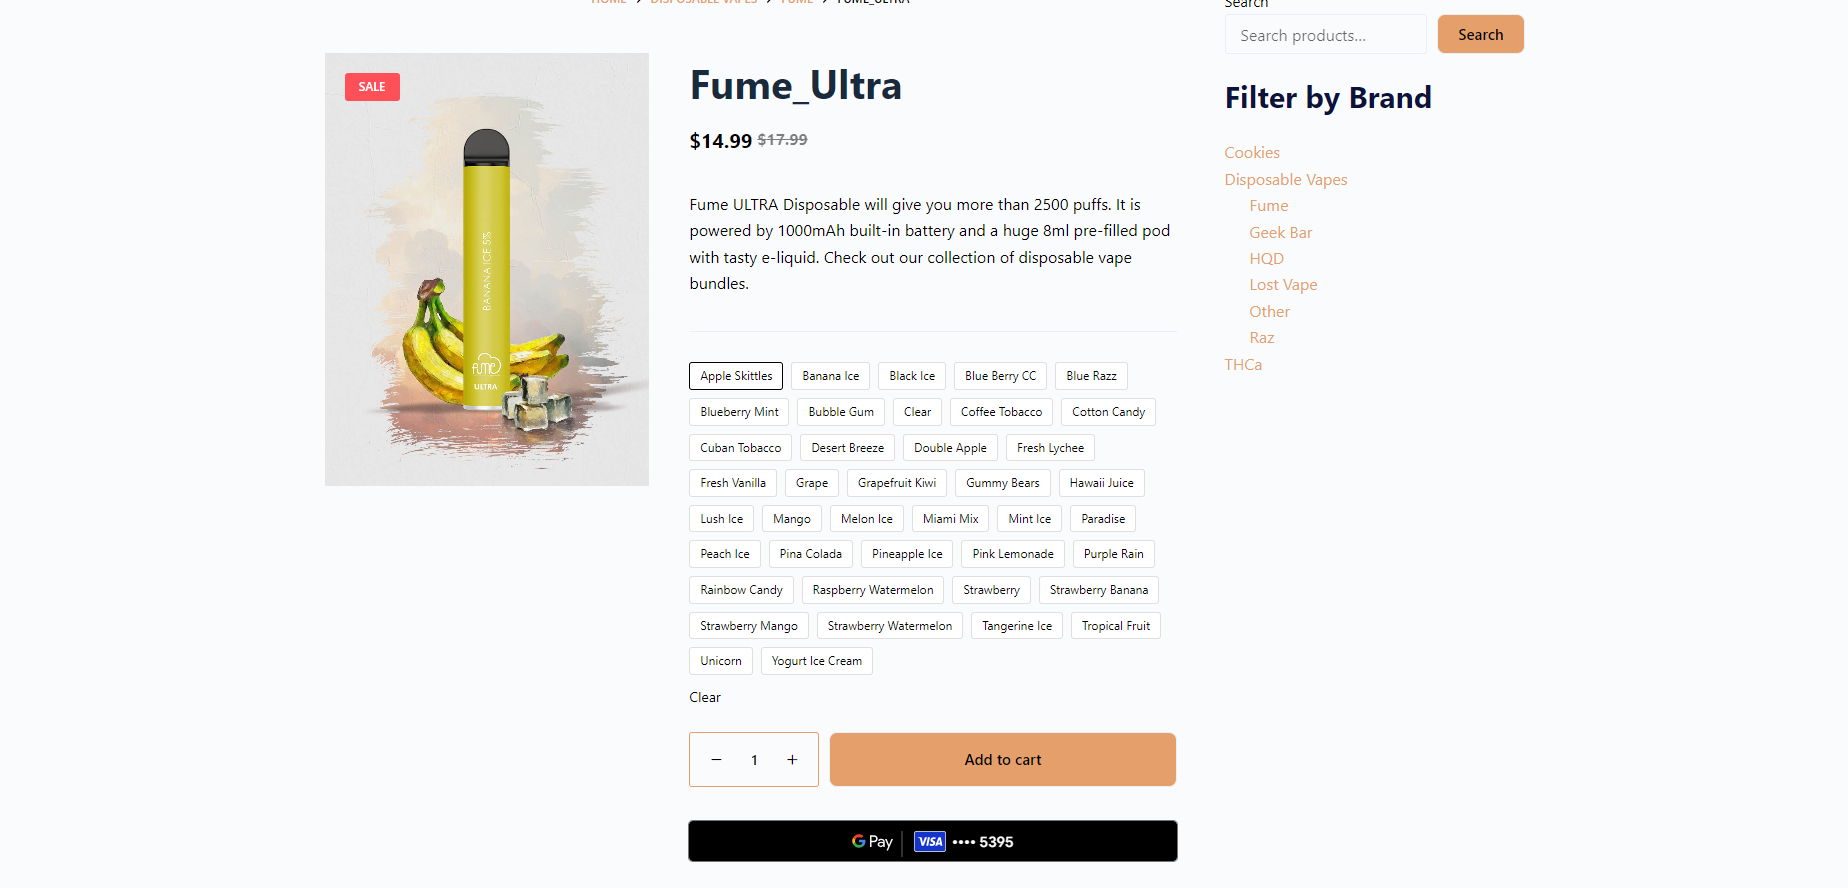 HOME > DISPOSABLE VAPES > FUME > FUME_ULTRA
Search
Search products...
Search
SALE
BANANA ICE 5%
fume
ULTRA
Fume_Ultra
$14.99 $17.99
Fume ULTRA Disposable will give you more than 2500 puffs. It is
powered by 1000mAh built-in battery and a huge 8ml pre-filled pod
with tasty e-liquid. Check out our collection of disposable vape
bundles.
Apple Skittles Banana Ice Black Ice Blue Berry CC Blue Razz
Blueberry Mint Bubble Gum Clear Coffee Tobacco Cotton Candy
Cuban Tobacco Desert Breeze Double Apple Fresh Lychee
Fresh Vanilla Grape Grapefruit Kiwi Gummy Bears Hawaii Juice
Lush Ice Mango Melon Ice Miami Mix Mint Ice Paradise
Peach Ice Pina Colada Pineapple Ice Pink Lemonade Purple Rain
Rainbow Candy Raspberry Watermelon Strawberry Strawberry Banana
Strawberry Mango Strawberry Watermelon Tangerine Ice Tropical Fruit
Unicorn Yogurt Ice Cream
Clear
− 1 + Add to cart
G Pay VISA •••• 5395
Filter by Brand
Cookies
Disposable Vapes
Fume
Geek Bar
HQD
Lost Vape
Other
Raz
THCa